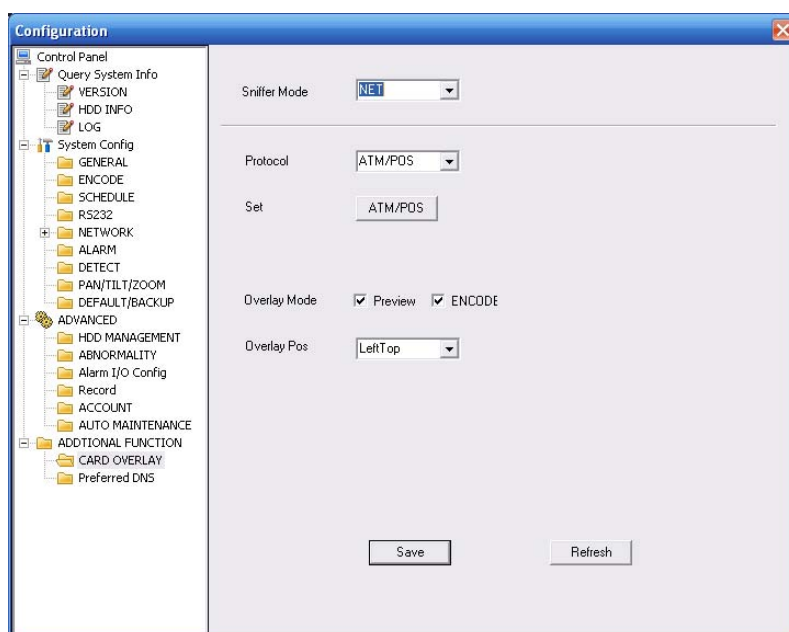 Configuration
Control Panel
Query System Info
VERSION
HDD INFO
LOG
System Config
GENERAL
ENCODE
SCHEDULE
RS232
NETWORK
ALARM
DETECT
PAN/TILT/ZOOM
DEFAULT/BACKUP
ADVANCED
HDD MANAGEMENT
ABNORMALITY
Alarm I/O Config
Record
ACCOUNT
AUTO MAINTENANCE
ADDTIONAL FUNCTION
CARD OVERLAY
Preferred DNS
Sniffer Mode NET
Protocol ATM/POS
Set ATM/POS
Overlay Mode Preview ENCODE
Overlay Pos LeftTop
Save Refresh